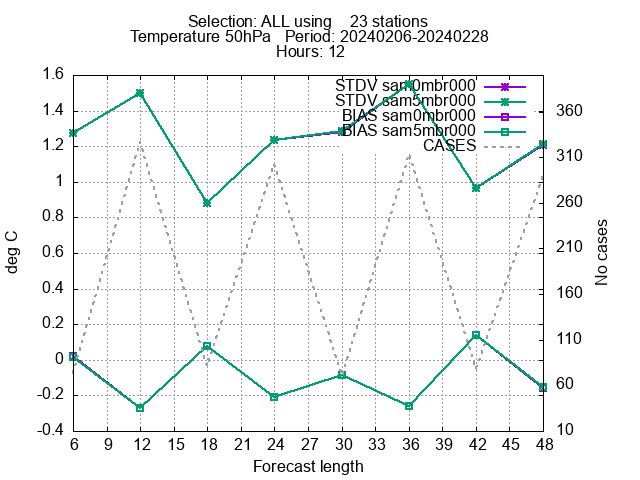 Selection: ALL using 23 stations
Temperature 50hPa Period: 20240206-20240228
Hours: 12
STDV sam0mbr000
STDV sam5mbr000
BIAS sam0mbr000
BIAS sam5mbr000
CASES
deg C
1.6
1.4
1.2
1
0.8
0.6
0.4
0.2
0
-0.2
-0.4
No cases
360
310
260
210
160
110
60
10
6 9 12 15 18 21 24 27 30 33 36 39 42 45 48
Forecast length